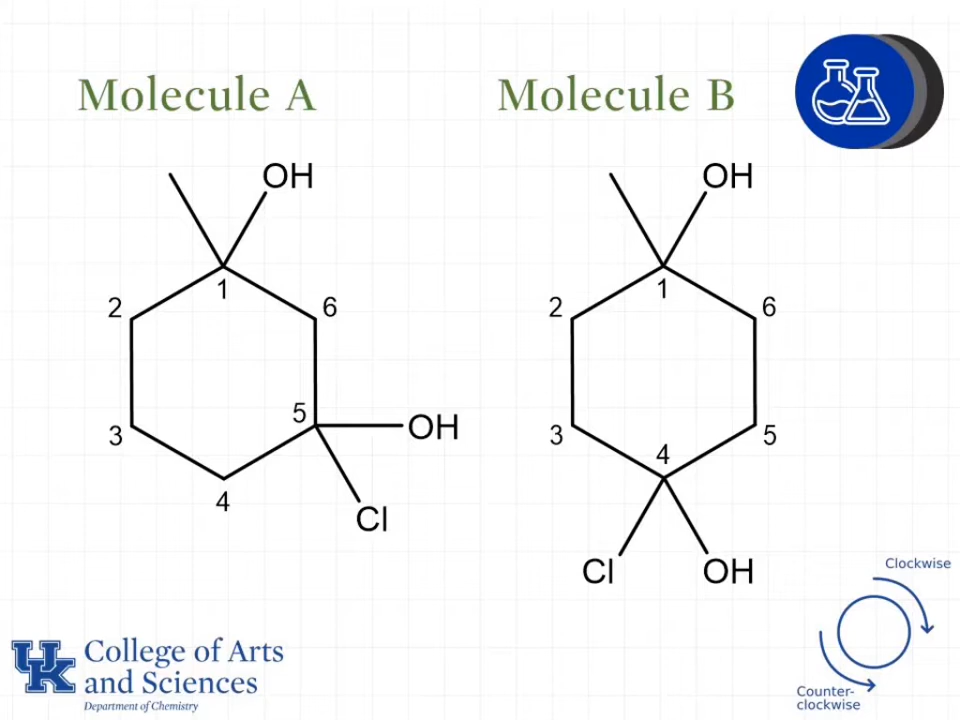 Molecule A
Molecule B
OH
1
2
6
5
OH
3
4
Cl
OH
1
2
6
3
4
5
Cl
OH
Clockwise
Counter-
clockwise
UK
College of Arts
and Sciences
Department of Chemistry